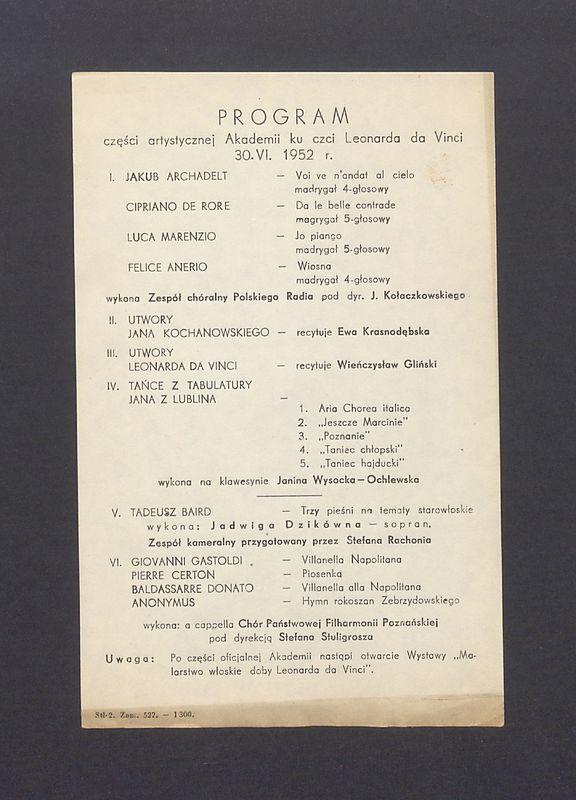 PROGRAM
części artystycznej Akademii ku czci Leonarda da Vinci
30.VI. 1952 r.
I. JAKUB ARCHADELT — Voi ve n'andat al cielo
madrygał 4-głosowy
CIPRIANO DE RORE — Da le belle contrade
magrygał 5-głosowy
LUCA MARENZIO — Jo piango
madrygał 5-głosowy
FELICE ANERIO — Wiosna
madrygał 4-głosowy
wykona Zespół chóralny Polskiego Radia pod dyr. J. Kołaczkowskiego
II. UTWORY
JANA KOCHANOWSKIEGO — recytuje Ewa Krasnodębska
III. UTWORY
LEONARDA DA VINCI — recytuje Wieńczysław Gliński
IV. TAŃCE Z TABULATURY
JANA Z LUBLINA —
1. Aria Chorea italica
2. „Jeszcze Marcinie"
3. „Poznanie"
4. „Taniec chłopski"
5. „Taniec hajducki"
wykona na klawesynie Janina Wysocka—Ochlewska
V. TADEUSZ BAIRD — Trzy pieśni na tematy starowłoskie
wykona: Jadwiga Dzikówna — sopran,
Zespół kameralny przygotowany przez Stefana Rachonia
VI. GIOVANNI GASTOLDI — Villanella Napolitana
PIERRE CERTON — Piosenka
BALDASSARRE DONATO — Villanella alla Napolitana
ANONYMUS — Hymn rokoszan Zebrzydowskiego
wykona: a cappella Chór Państwowej Filharmonii Poznańskiej
pod dyrekcją Stefana Stuligrosza
Uwaga: Po części oficjalnej Akademii nastąpi otwarcie Wystawy „Ma-
larstwo włoskie doby Leonarda da Vinci".
Stł-2. Zam. 522. — 1300.